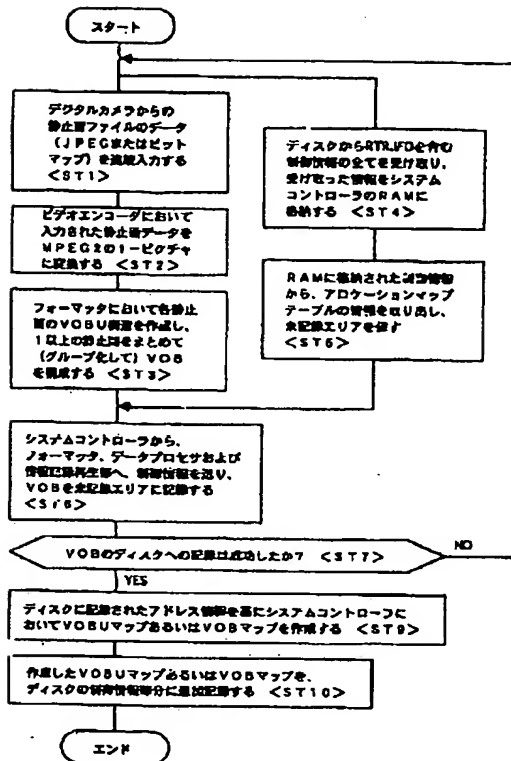 スタート
デジタルカメラからの
静止画ファイルのデータ
(JPEGまたはビット
マップ)を連続入力する
<ST1>
ビデオエンコーダにおいて
入力された静止画データを
MPEG2のI-ピクチャ
に変換する <ST2>
フォーマッタにおいて各静止
画のVOBU構造を作成し、
1以上の静止画をまとめて
(グループ化して)VOB
を構成する <ST3>
ディスクからRTR.IFOを含む
制御情報の全てを受け取り、
受け取った情報をシステム
コントローラのRAMに
格納する <ST4>
RAMに格納された制御情報
から、アロケーションマップ
テーブルの情報を取り出し、
未記録エリアを探す
<ST5>
システムコントローラから、
フォーマッタ、データプロセサおよび
情報記録再生部へ、制御情報を送り、
VOBを未記録エリアに記録する
<ST6>
VOBのディスクへの記録は成功したか? <ST7>
NO
YES
ディスクに記録されたアドレス情報を基にシステムコントローラに
おいてVOBUマップあるいはVOBマップを作成する <ST9>
作成したVOBUマップあるいはVOBマップを、
ディスクの制御情報部分に追加記録する <ST10>
エンド